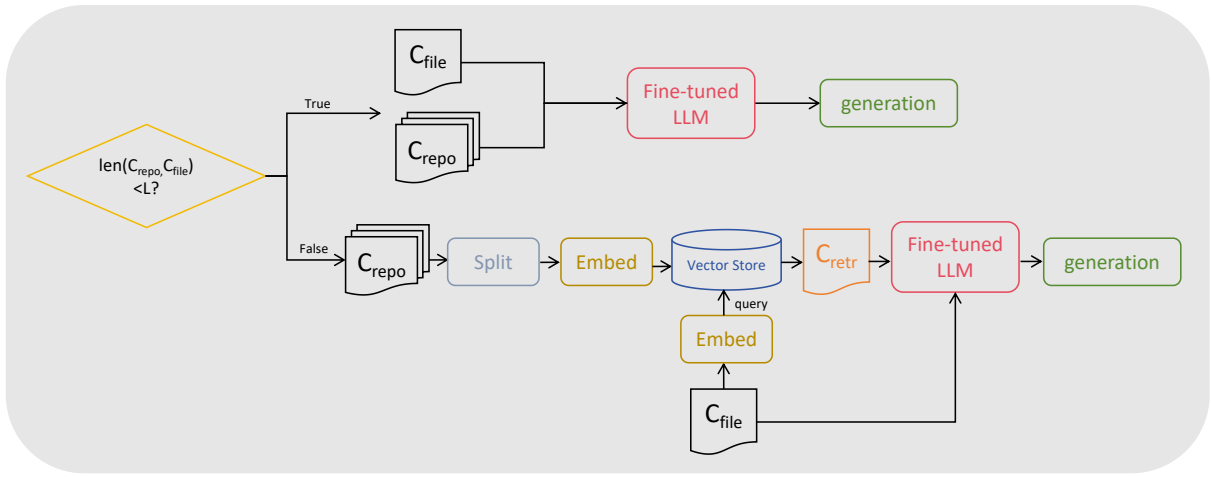 len(C_repo,C_file)
<L?
True
C_file
C_repo
Fine-tuned
LLM
generation
False
C_repo
Split
Embed
Vector Store
C_retr
Fine-tuned
LLM
generation
query
Embed
C_file